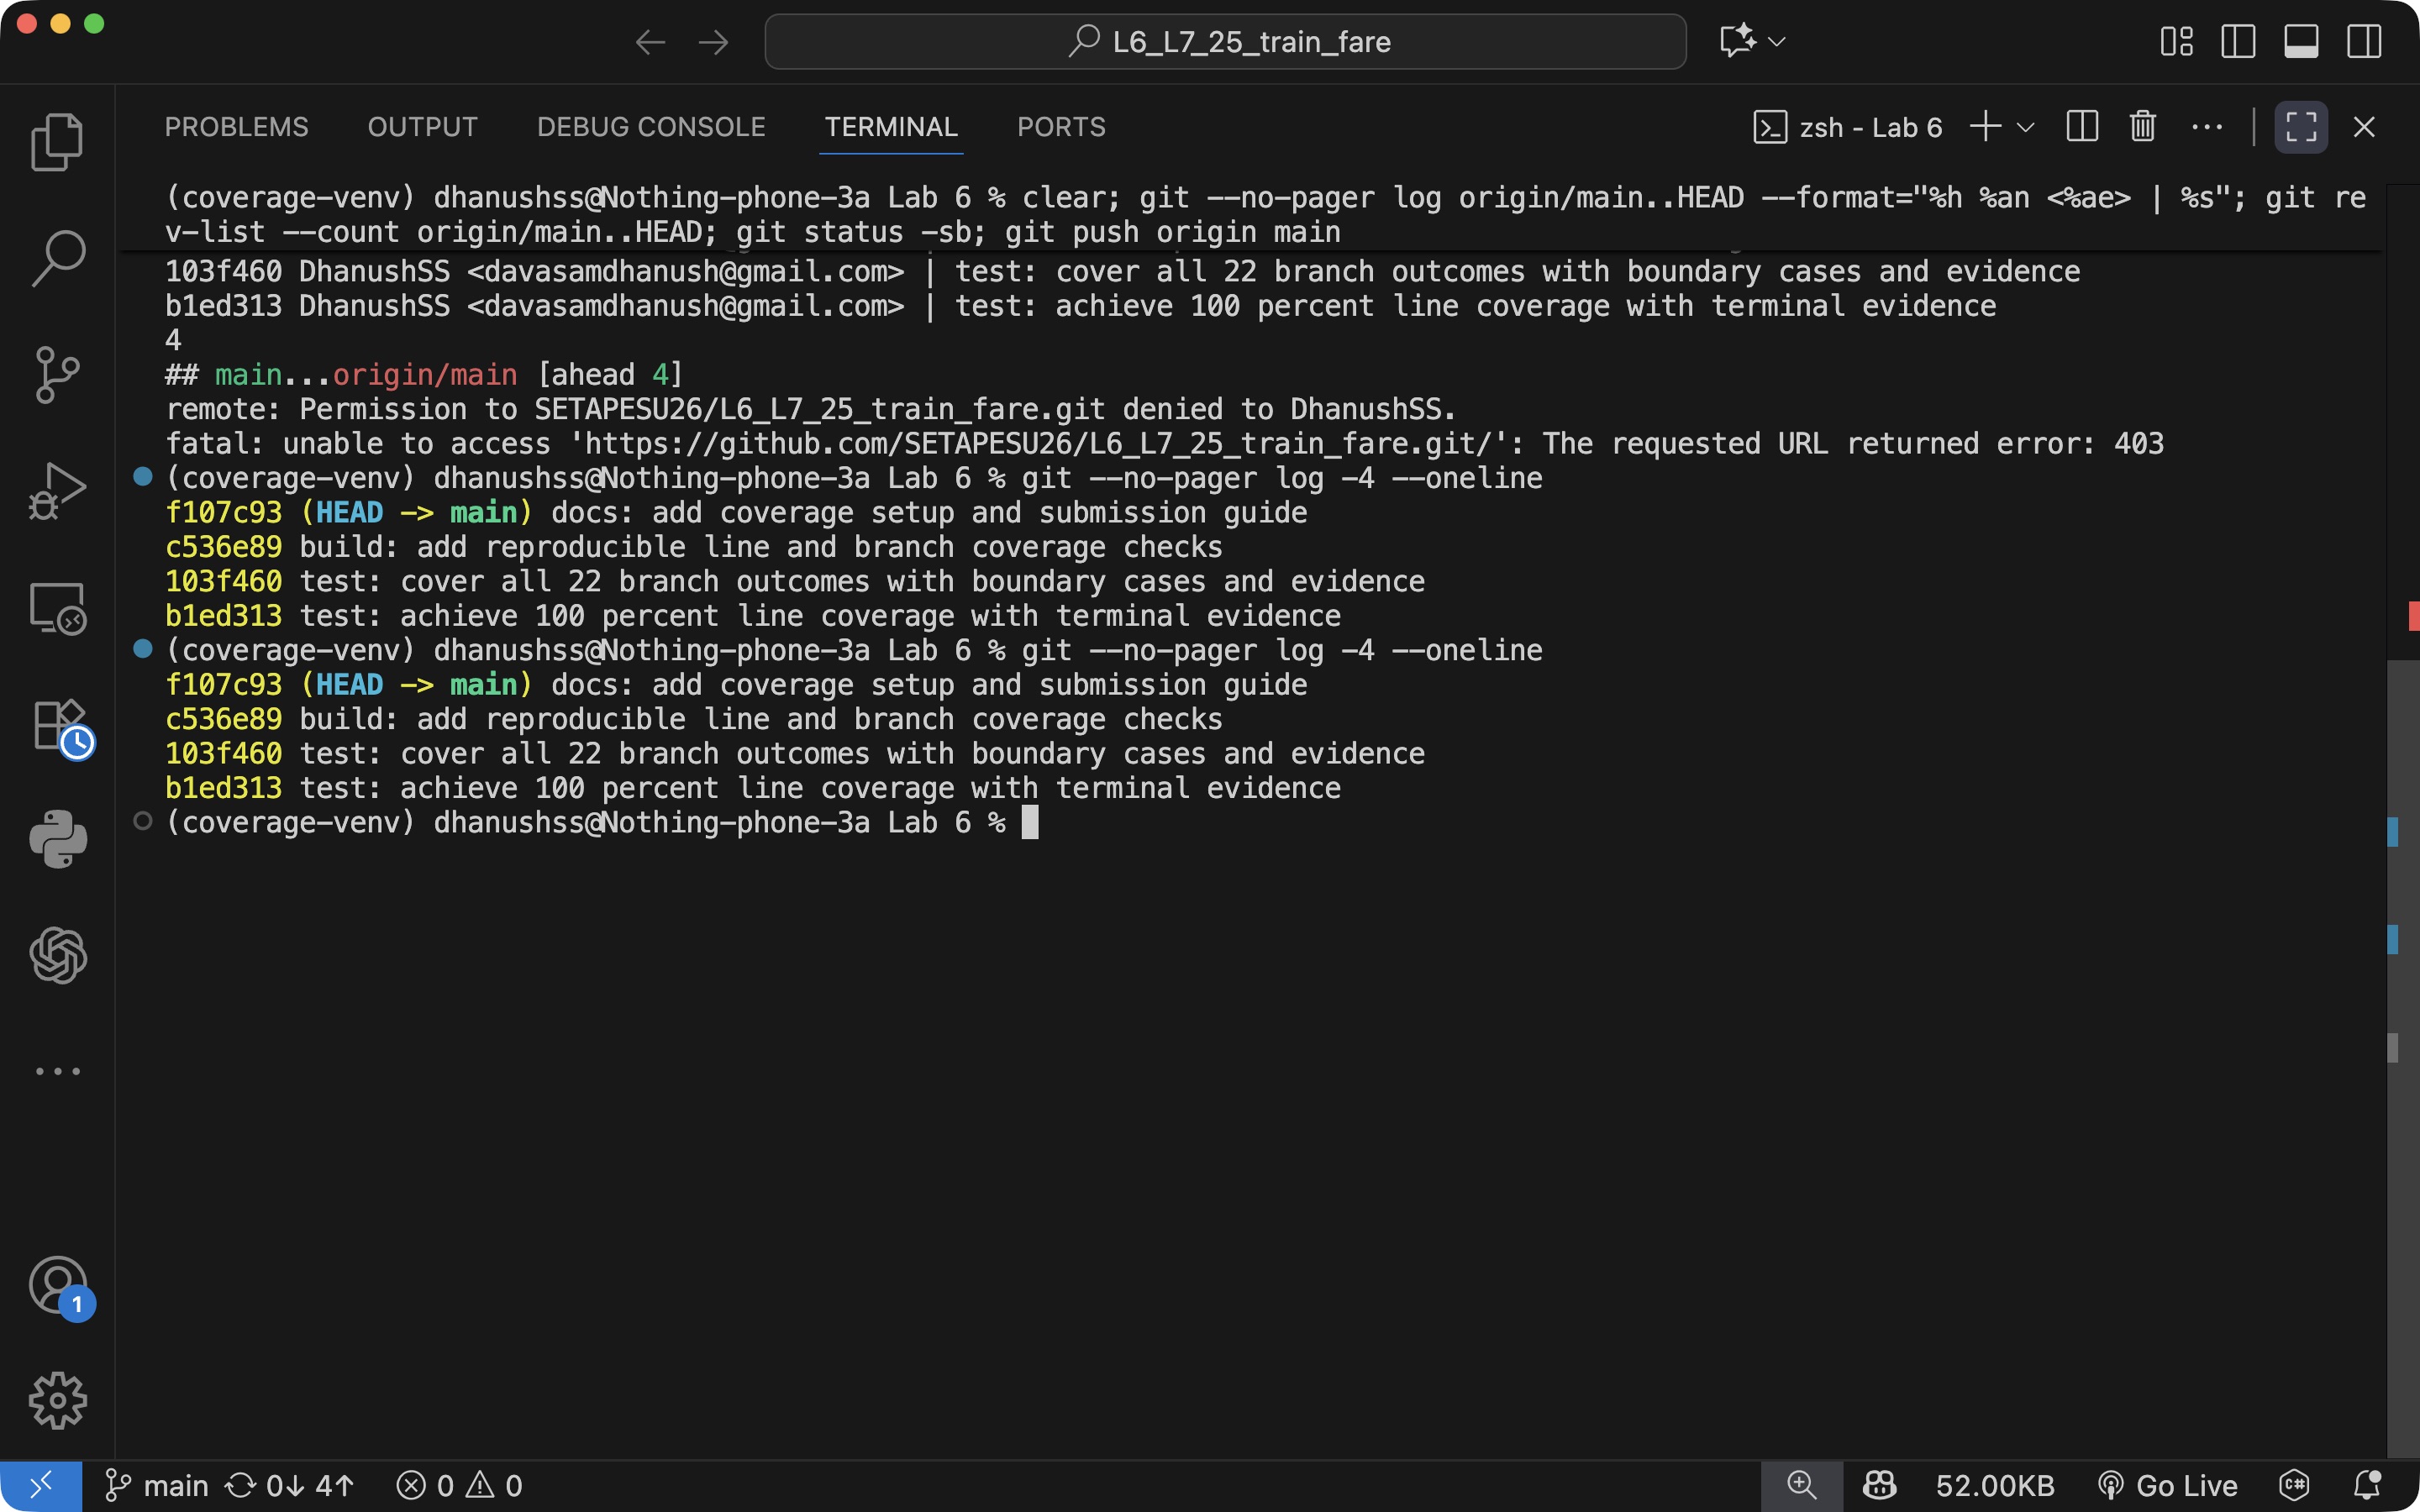 L6_L7_25_train_fare
PROBLEMS OUTPUT DEBUG CONSOLE TERMINAL PORTS zsh - Lab 6
(coverage-venv) dhanushss@Nothing-phone-3a Lab 6 % clear; git --no-pager log origin/main..HEAD --format="%h %an <%ae> | %s"; git re
v-list --count origin/main..HEAD; git status -sb; git push origin main
103f460 DhanushSS <davasamdhanush@gmail.com> | test: cover all 22 branch outcomes with boundary cases and evidence
b1ed313 DhanushSS <davasamdhanush@gmail.com> | test: achieve 100 percent line coverage with terminal evidence
4
## main...origin/main [ahead 4]
remote: Permission to SETAPESU26/L6_L7_25_train_fare.git denied to DhanushSS.
fatal: unable to access 'https://github.com/SETAPESU26/L6_L7_25_train_fare.git/': The requested URL returned error: 403
(coverage-venv) dhanushss@Nothing-phone-3a Lab 6 % git --no-pager log -4 --oneline
f107c93 (HEAD -> main) docs: add coverage setup and submission guide
c536e89 build: add reproducible line and branch coverage checks
103f460 test: cover all 22 branch outcomes with boundary cases and evidence
b1ed313 test: achieve 100 percent line coverage with terminal evidence
(coverage-venv) dhanushss@Nothing-phone-3a Lab 6 % git --no-pager log -4 --oneline
f107c93 (HEAD -> main) docs: add coverage setup and submission guide
c536e89 build: add reproducible line and branch coverage checks
103f460 test: cover all 22 branch outcomes with boundary cases and evidence
b1ed313 test: achieve 100 percent line coverage with terminal evidence
(coverage-venv) dhanushss@Nothing-phone-3a Lab 6 %
1
main 0↓ 4↑ 0 0 52.00KB Go Live C#